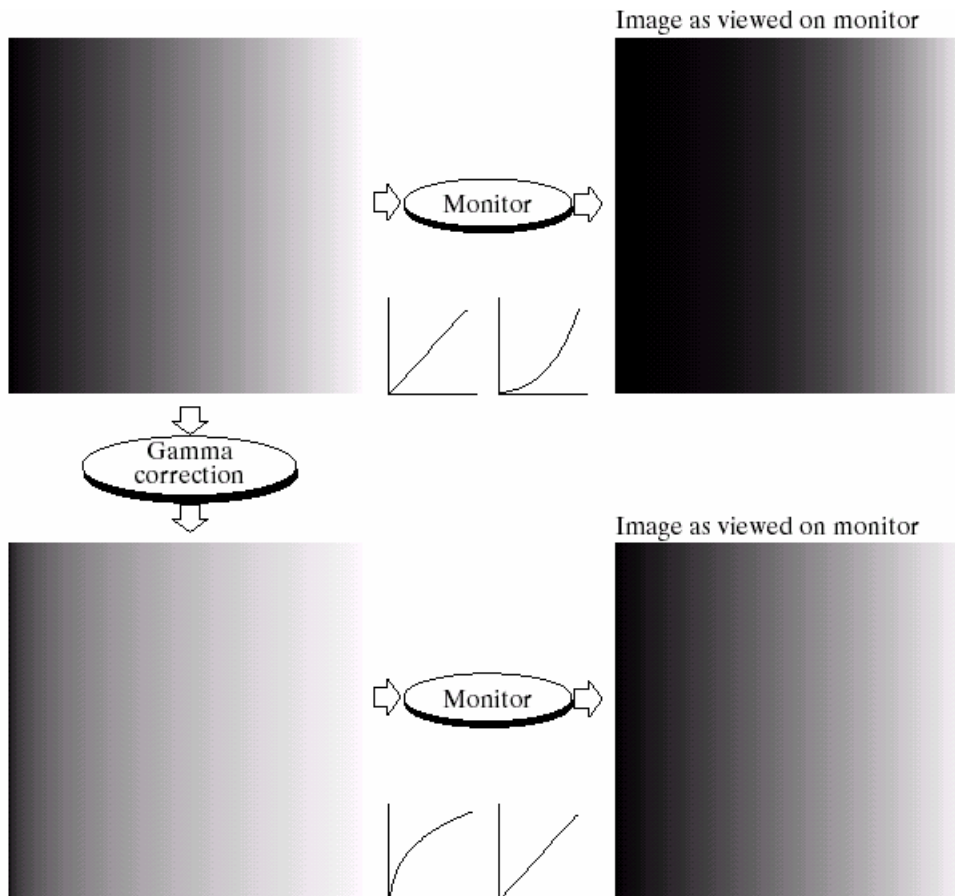 Image as viewed on monitor
Monitor
Gamma
correction
Image as viewed on monitor
Monitor